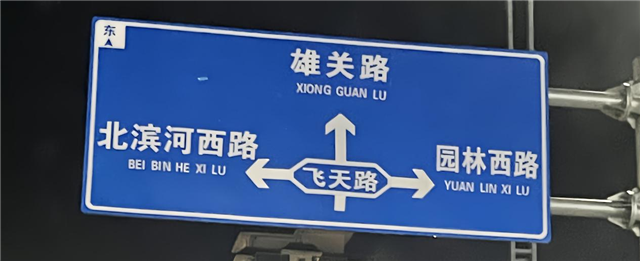 东
雄关路
XIONG GUAN LU
北滨河西路
BEI BIN HE XI LU
飞天路
园林西路
YUAN LIN XI LU